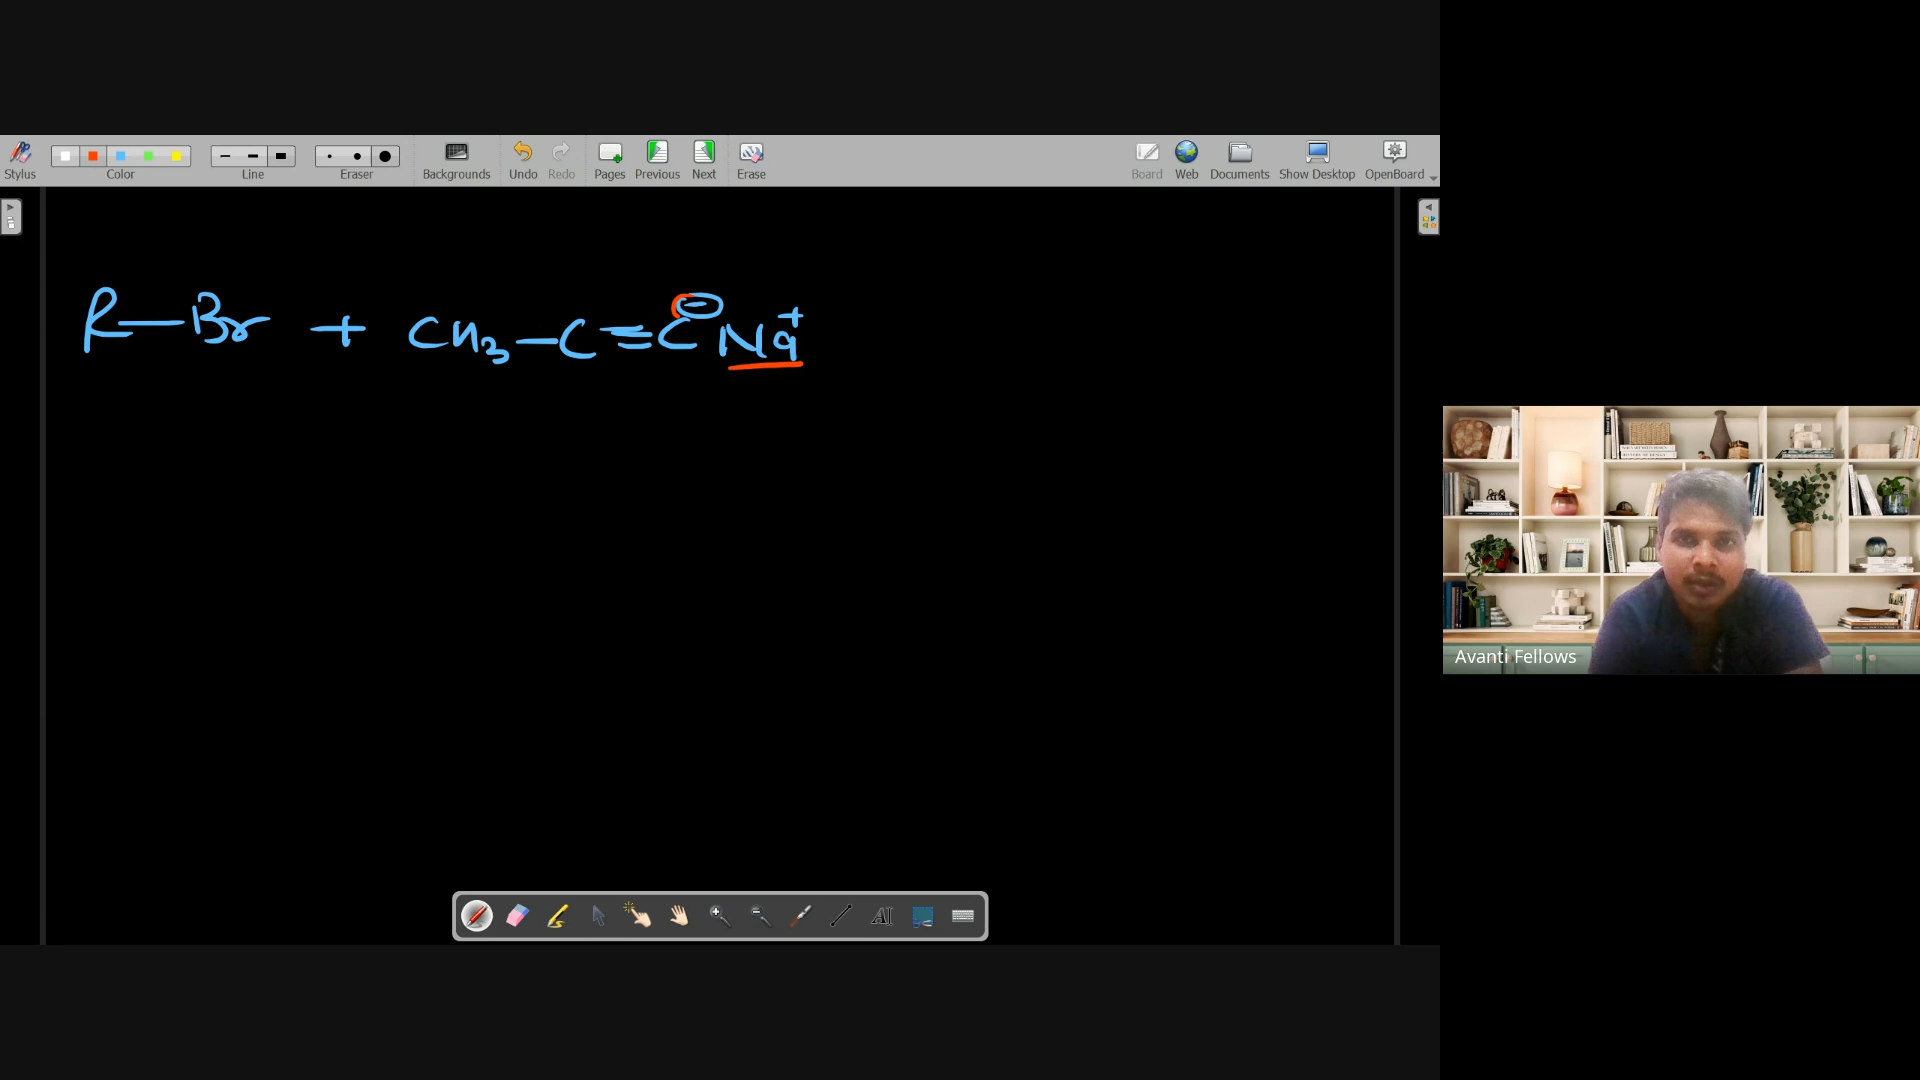 Stylus Color Line Eraser Backgrounds Undo Redo Pages Previous Next Erase Board Web Documents Show Desktop OpenBoard
R—Br + CH3—C≡C⊖ Na+
Avanti Fellows